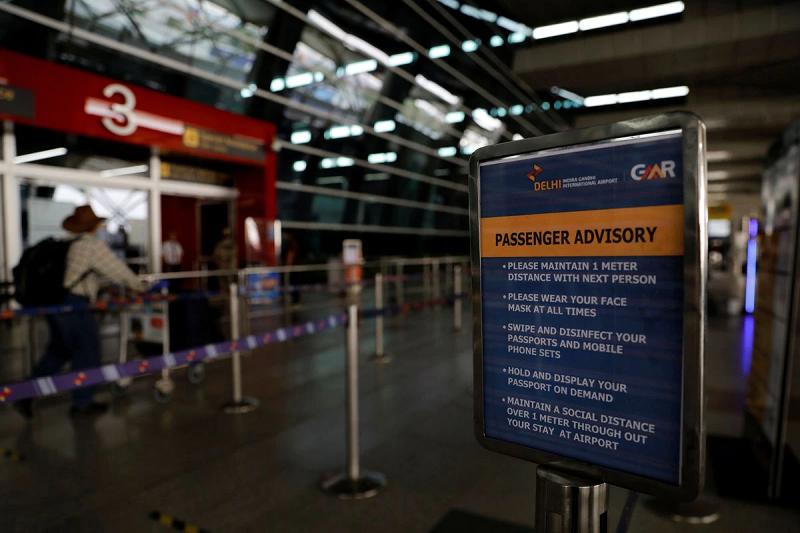 3
DELHI INDIRA GANDHI
INTERNATIONAL AIRPORT
GMR
PASSENGER ADVISORY
• PLEASE MAINTAIN 1 METER
DISTANCE WITH NEXT PERSON
• PLEASE WEAR YOUR FACE
MASK AT ALL TIMES
• SWIPE AND DISINFECT YOUR
PASSPORTS AND MOBILE
PHONE SETS
• HOLD AND DISPLAY YOUR
PASSPORT ON DEMAND
• MAINTAIN A SOCIAL DISTANCE
OVER 1 METER THROUGH OUT
YOUR STAY AT AIRPORT